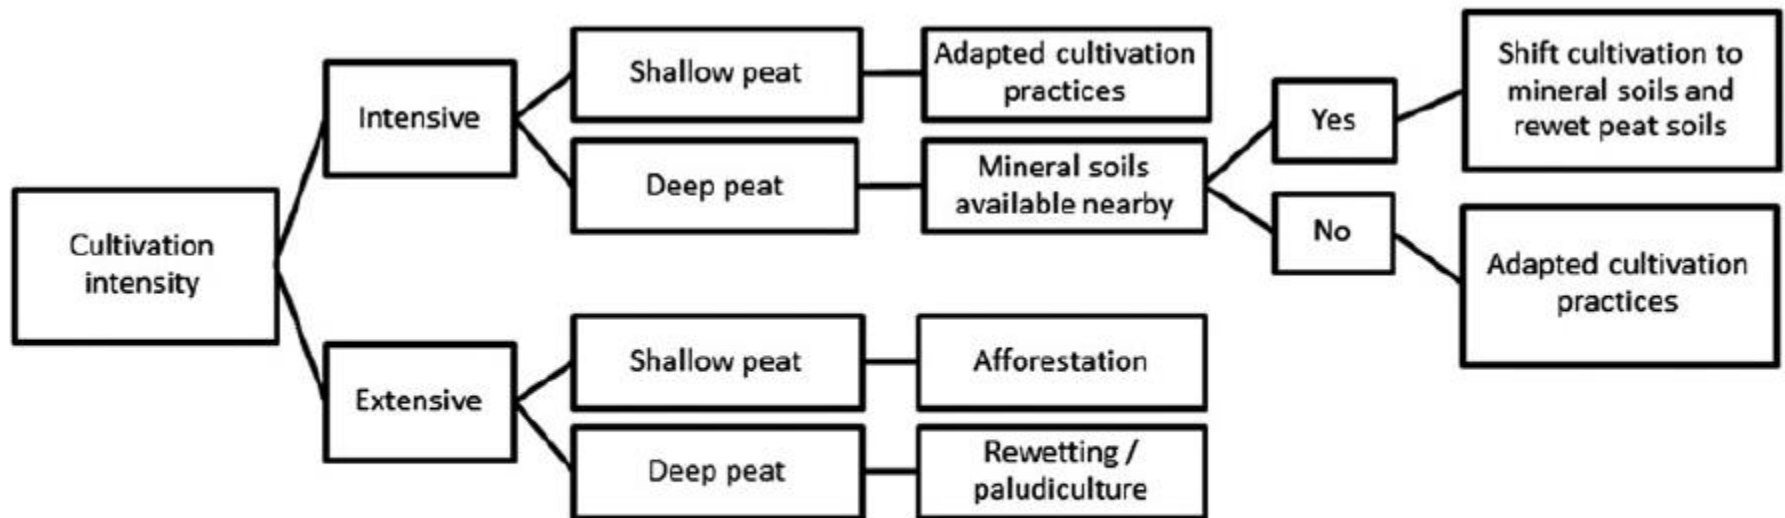 Cultivation
intensity
Intensive
Shallow peat
Adapted cultivation
practices
Deep peat
Mineral soils
available nearby
Yes
Shift cultivation to
mineral soils and
rewet peat soils
No
Adapted cultivation
practices
Extensive
Shallow peat
Afforestation
Deep peat
Rewetting /
paludiculture